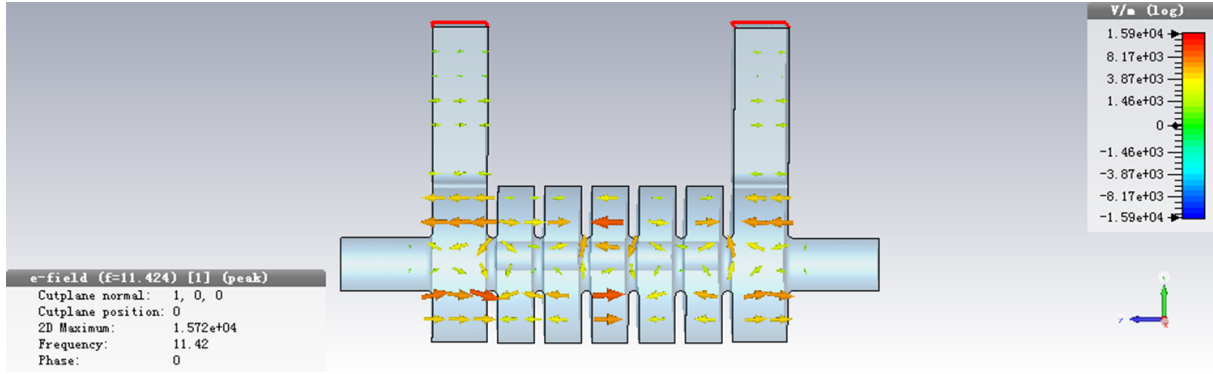 V/m (log)
1.59e+04
8.17e+03
3.87e+03
1.46e+03
0
-1.46e+03
-3.87e+03
-8.17e+03
-1.59e+04
e-field (f=11.424) [1] (peak)
Cutplane normal: 1, 0, 0
Cutplane position: 0
2D Maximum: 1.572e+04
Frequency: 11.42
Phase: 0